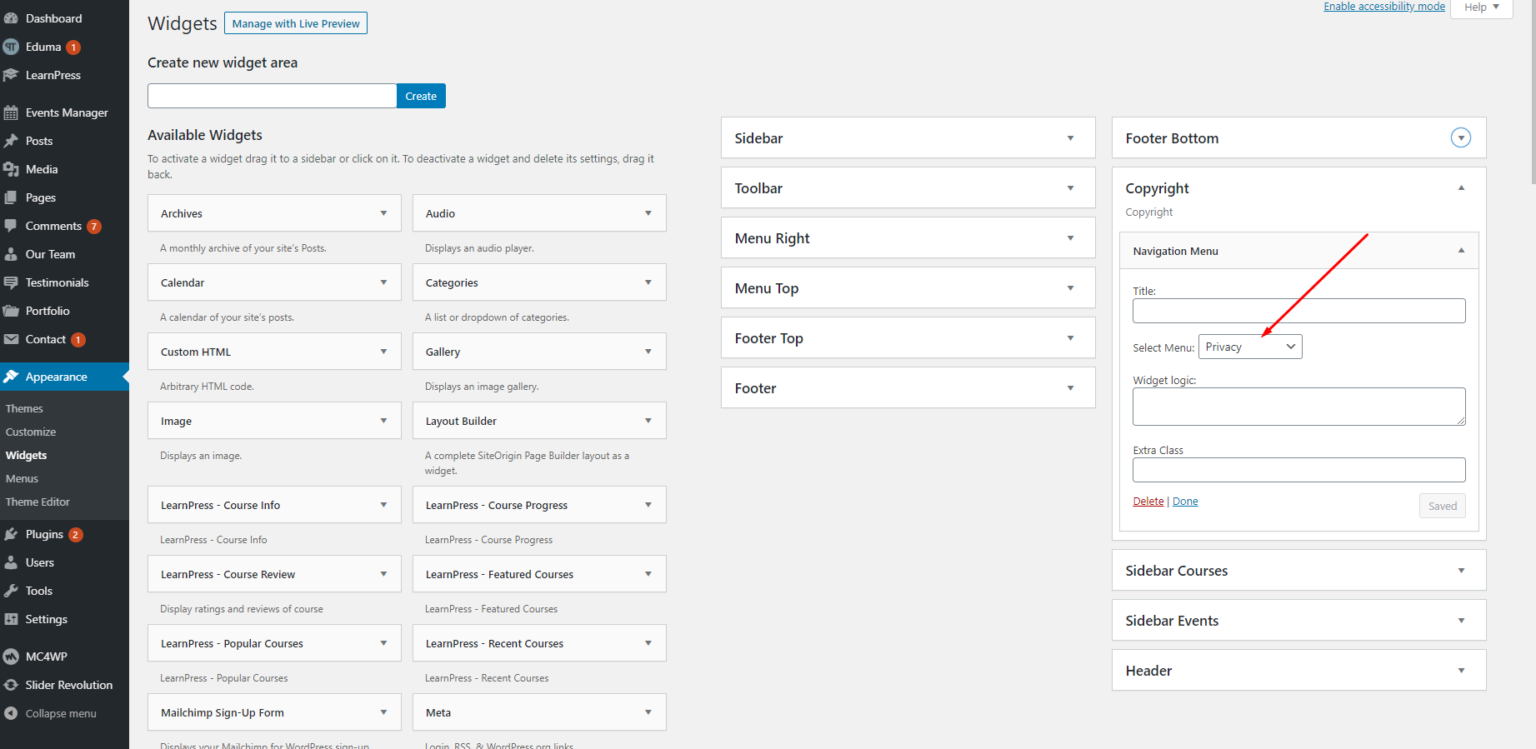 Dashboard
Eduma 1
LearnPress
Events Manager
Posts
Media
Pages
Comments 7
Our Team
Testimonials
Portfolio
Contact 1
Appearance
Themes
Customize
Widgets
Menus
Theme Editor
Plugins 2
Users
Tools
Settings
MC4WP
Slider Revolution
Collapse menu
Enable accessibility mode
Help
Widgets
Manage with Live Preview
Create new widget area
Create
Available Widgets
To activate a widget drag it to a sidebar or click on it. To deactivate a widget and delete its settings, drag it
back.
Archives
A monthly archive of your site's Posts.
Audio
Displays an audio player.
Calendar
A calendar of your site's posts.
Categories
A list or dropdown of categories.
Custom HTML
Arbitrary HTML code.
Gallery
Displays an image gallery.
Image
Displays an image.
Layout Builder
A complete SiteOrigin Page Builder layout as a
widget.
LearnPress - Course Info
LearnPress - Course Info
LearnPress - Course Progress
LearnPress - Course Progress
LearnPress - Course Review
Display ratings and reviews of course
LearnPress - Featured Courses
LearnPress - Featured Courses
LearnPress - Popular Courses
LearnPress - Popular Courses
LearnPress - Recent Courses
LearnPress - Recent Courses
Mailchimp Sign-Up Form
Displays your Mailchimp for WordPress sign-up
Meta
Login, RSS, & WordPress.org links.
Sidebar
Toolbar
Menu Right
Menu Top
Footer Top
Footer
Footer Bottom
Copyright
Copyright
Navigation Menu
Title:
Select Menu: Privacy
Widget logic:
Extra Class
Delete | Done
Saved
Sidebar Courses
Sidebar Events
Header